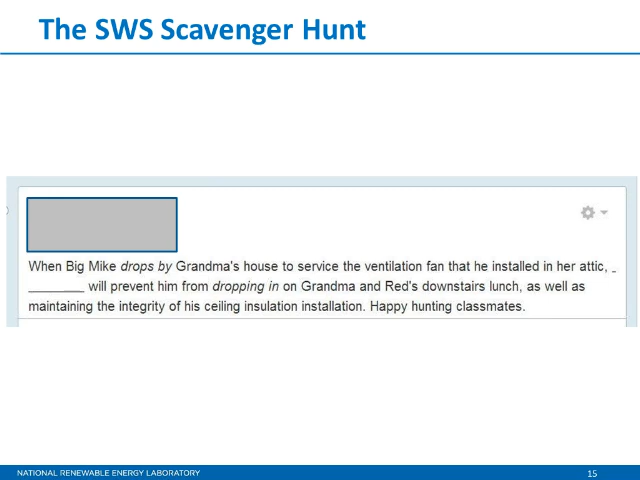 The SWS Scavenger Hunt
When Big Mike drops by Grandma's house to service the ventilation fan that he installed in her attic, _
________ will prevent him from dropping in on Grandma and Red's downstairs lunch, as well as
maintaining the integrity of his ceiling insulation installation. Happy hunting classmates.
NATIONAL RENEWABLE ENERGY LABORATORY
15